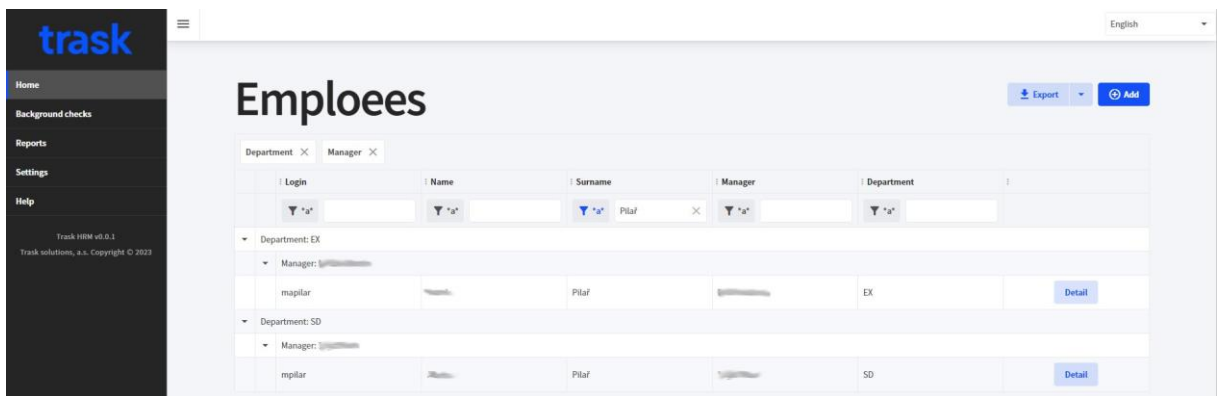 trask
English
Home
Background checks
Reports
Settings
Help
Trask HRM v0.0.1
Trask solutions, a.s. Copyright © 2023
Emploees
Export Add
Department Manager
Login Name Surname Manager Department
"a" "a" "a" Pilař "a" "a"
Department: EX
Manager:
mapilar Pilař EX Detail
Department: SD
Manager:
mpilar Pilař SD Detail